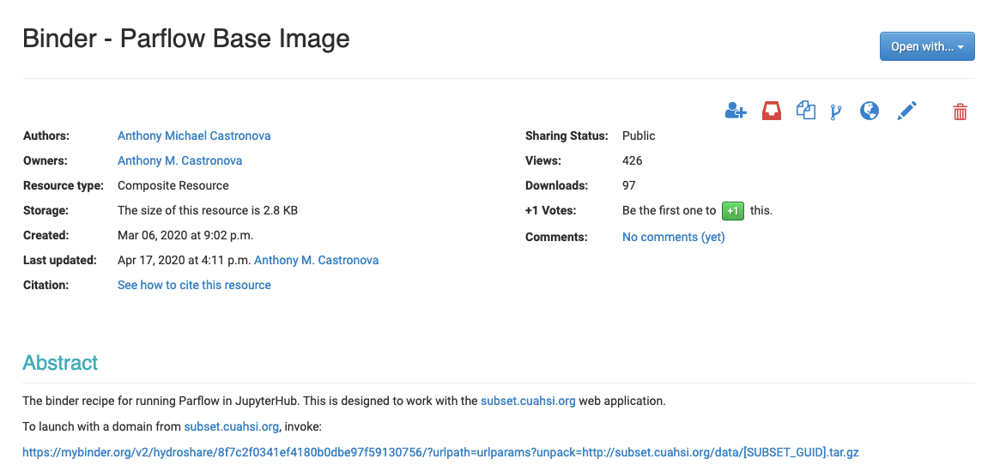 Binder - Parflow Base Image
Open with...
Authors: Anthony Michael Castronova
Owners: Anthony M. Castronova
Resource type: Composite Resource
Storage: The size of this resource is 2.8 KB
Created: Mar 06, 2020 at 9:02 p.m.
Last updated: Apr 17, 2020 at 4:11 p.m. Anthony M. Castronova
Citation: See how to cite this resource
Sharing Status: Public
Views: 426
Downloads: 97
+1 Votes: Be the first one to +1 this.
Comments: No comments (yet)
Abstract
The binder recipe for running Parflow in JupyterHub. This is designed to work with the subset.cuahsi.org web application.
To launch with a domain from subset.cuahsi.org, invoke:
https://mybinder.org/v2/hydroshare/8f7c2f0341ef4180b0dbe97f59130756/?urlpath=urlparams?unpack=http://subset.cuahsi.org/data/[SUBSET_GUID].tar.gz